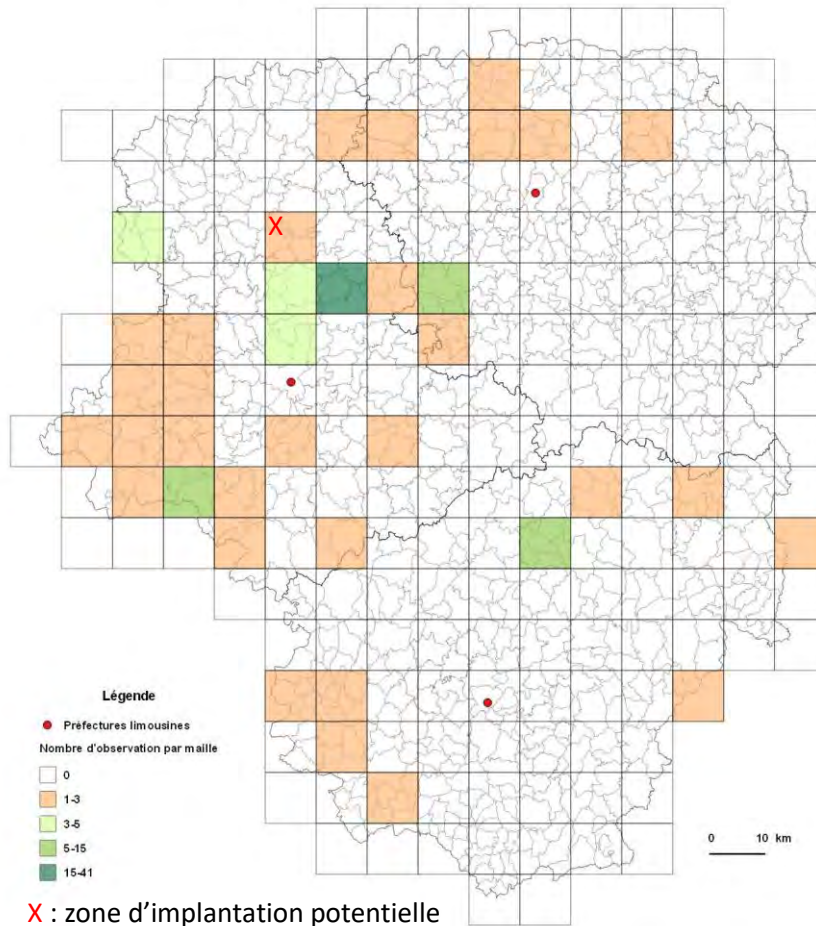 X
Légende
Préfectures limousines
Nombre d'observation par maille
0
1-3
3-5
5-15
15-41
0 10 km
X : zone d'implantation potentielle